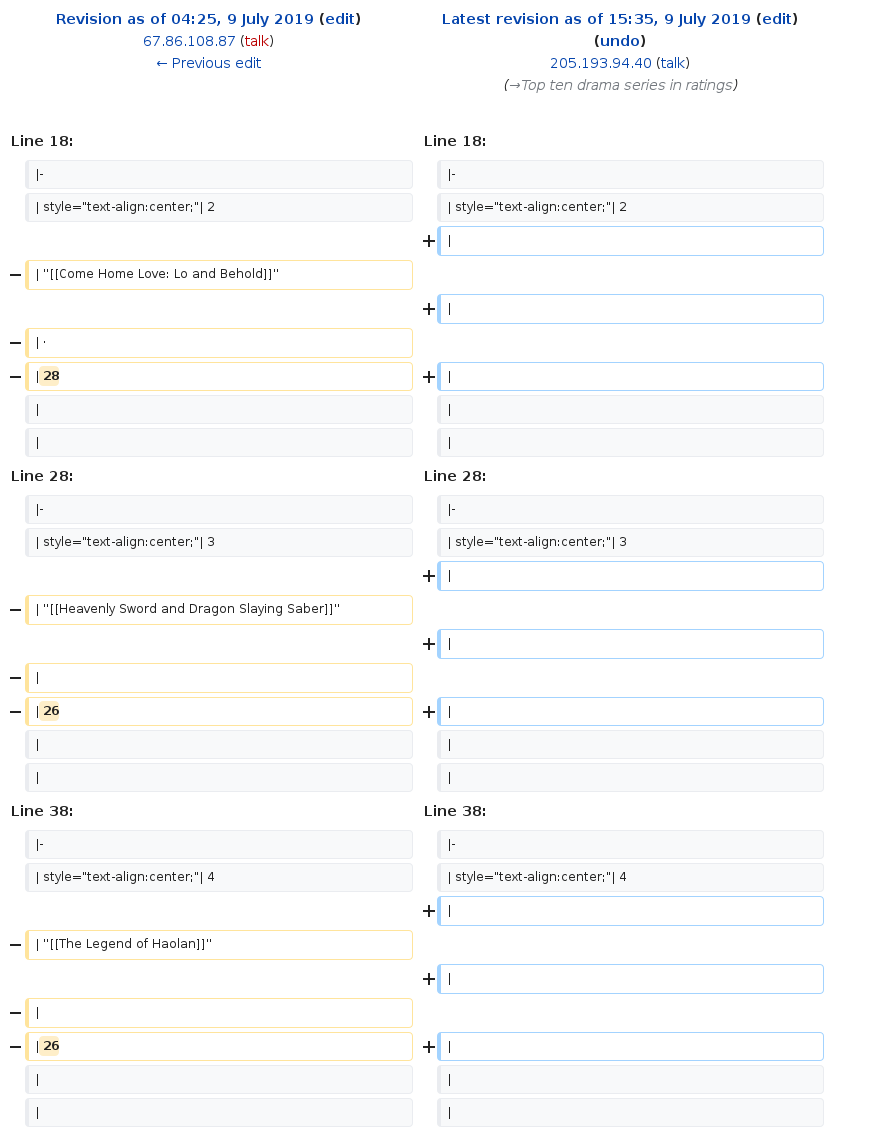 Revision as of 04:25, 9 July 2019 (edit)
67.86.108.87 (talk)
← Previous edit
Latest revision as of 15:35, 9 July 2019 (edit)
(undo)
205.193.94.40 (talk)
(→Top ten drama series in ratings)
Line 18: Line 18:
|- |-
| style="text-align:center;"| 2 | style="text-align:center;"| 2
+ |
− | ''[[Come Home Love: Lo and Behold]]''
+ |
− | ·
− | 28 + |
| |
| |
Line 28: Line 28:
|- |-
| style="text-align:center;"| 3 | style="text-align:center;"| 3
+ |
− | ''[[Heavenly Sword and Dragon Slaying Saber]]''
+ |
− |
− | 26 + |
| |
| |
Line 38: Line 38:
|- |-
| style="text-align:center;"| 4 | style="text-align:center;"| 4
+ |
− | ''[[The Legend of Haolan]]''
+ |
− |
− | 26 + |
| |
| |